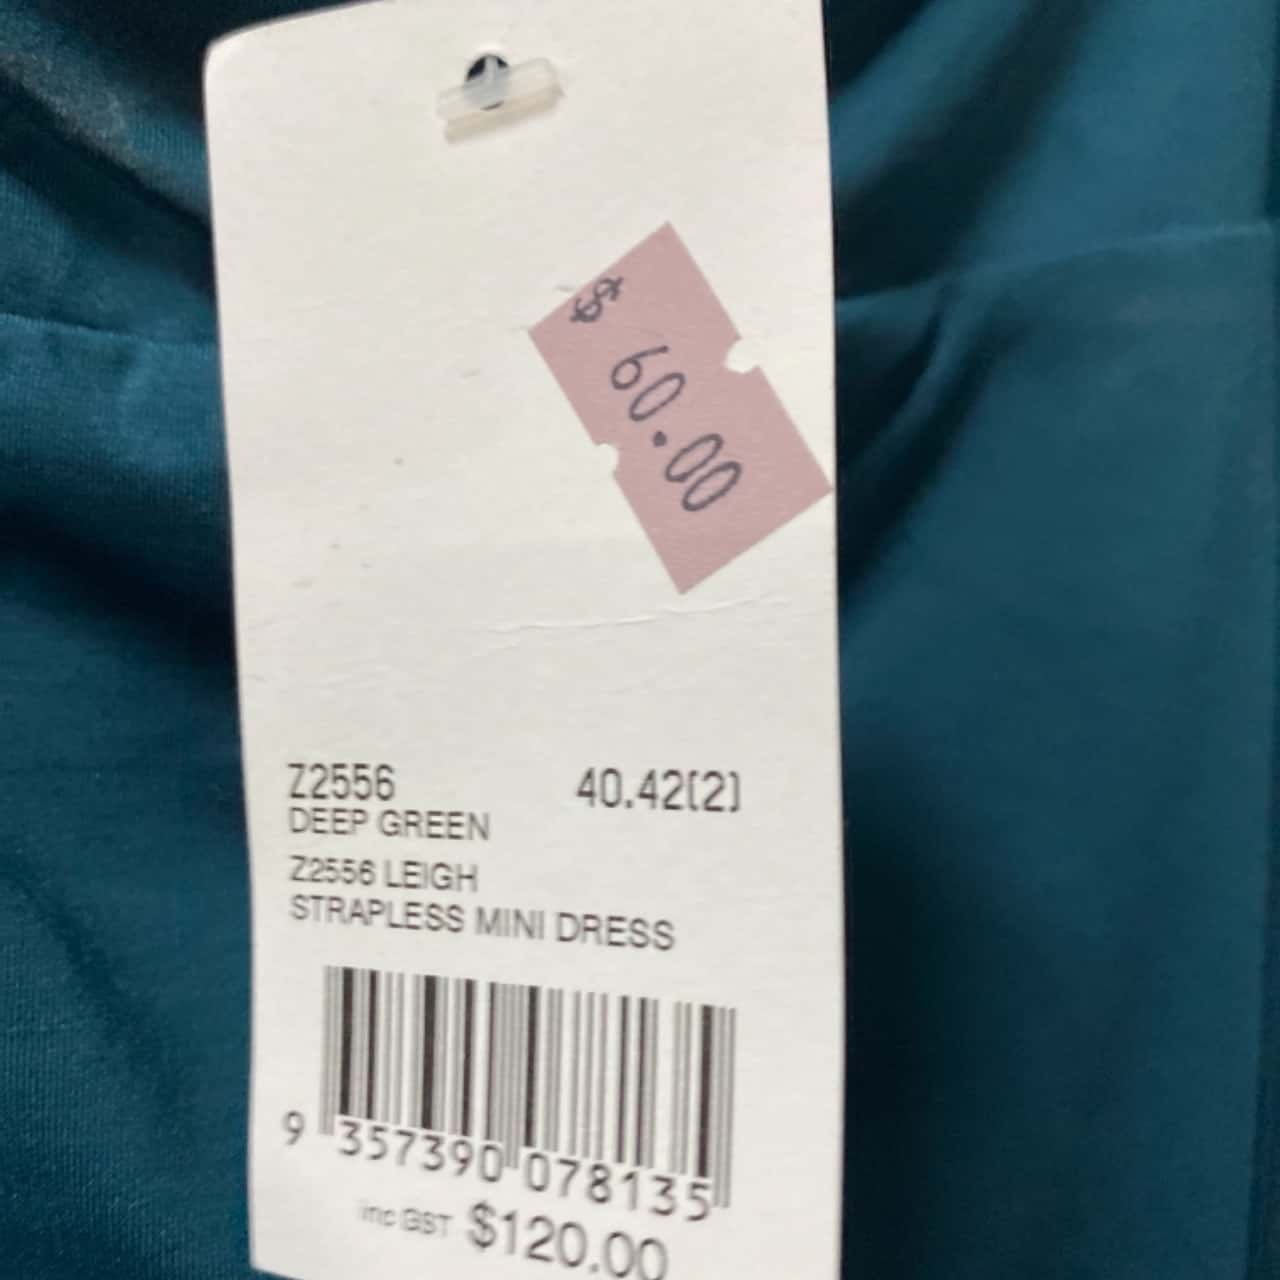 $ 60.00
Z2556 40.42(2)
DEEP GREEN
Z2556 LEIGH
STRAPLESS MINI DRESS
9 357390 078135
inc GST $120.00